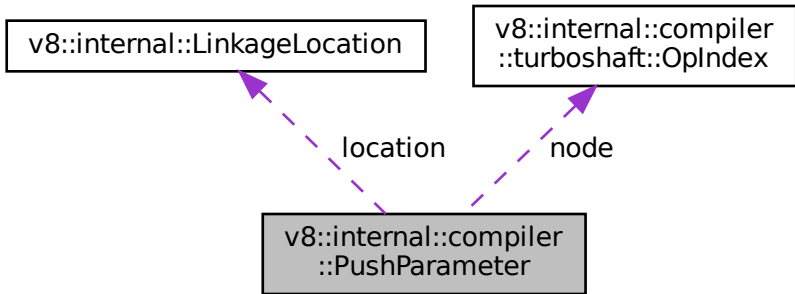 v8::internal::LinkageLocation
v8::internal::compiler
::turboshaft::OpIndex
location
node
v8::internal::compiler
::PushParameter